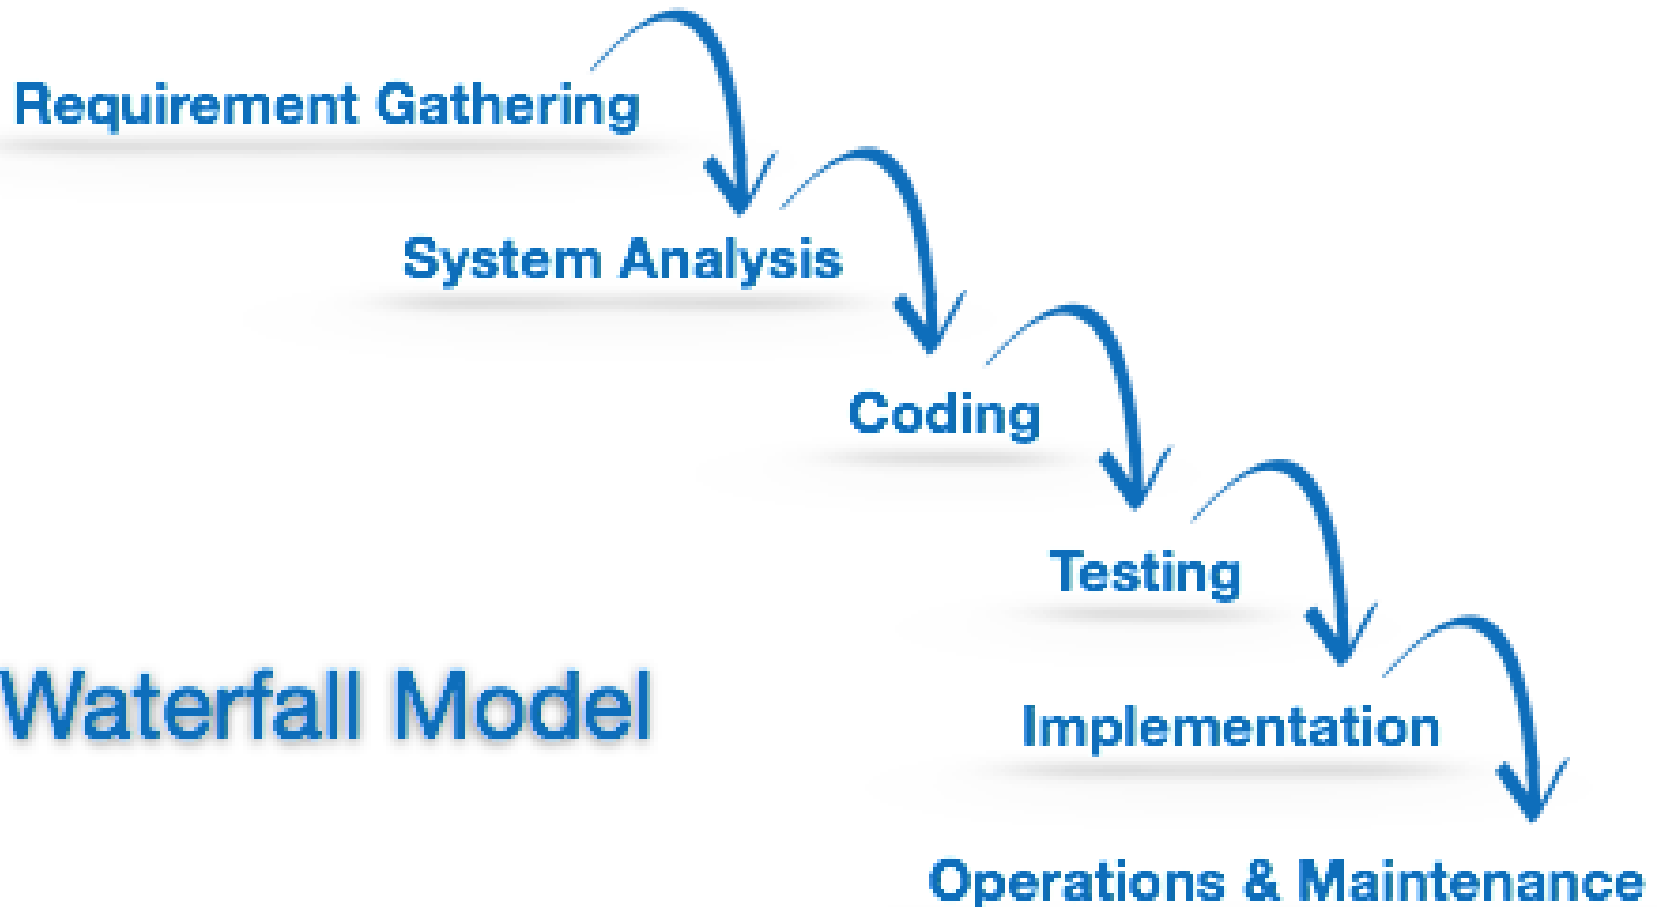 Requirement Gathering
System Analysis
Coding
Testing
Waterfall Model
Implementation
Operations & Maintenance